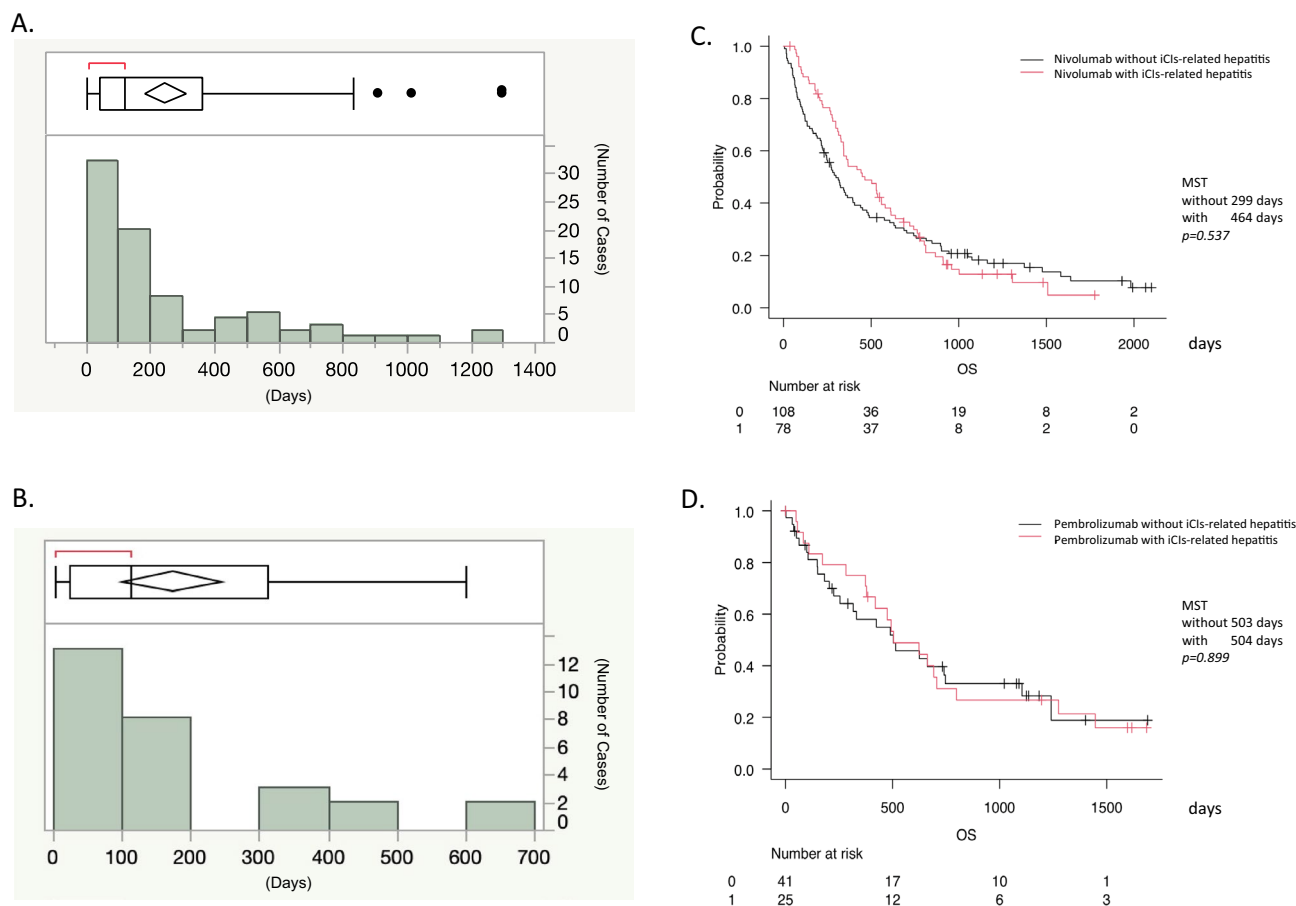 A.
(Number of Cases)
30
25
20
15
10
5
0
0 200 400 600 800 1000 1200 1400
(Days)
B.
(Number of Cases)
12
10
8
6
4
2
0
0 100 200 300 400 500 600 700
(Days)
C.
Nivolumab without iCIs-related hepatitis
Nivolumab with iCIs-related hepatitis
Probability
1.0
0.8
0.6
0.4
0.2
0.0
0 500 1000 1500 2000 days
OS
MST
without 299 days
with 464 days
p=0.537
Number at risk
0 108 36 19 8 2
1 78 37 8 2 0
D.
Pembrolizumab without iCIs-related hepatitis
Pembrolizumab with iCIs-related hepatitis
Probability
1.0
0.8
0.6
0.4
0.2
0.0
0 500 1000 1500 days
OS
MST
without 503 days
with 504 days
p=0.899
Number at risk
0 41 17 10 1
1 25 12 6 3